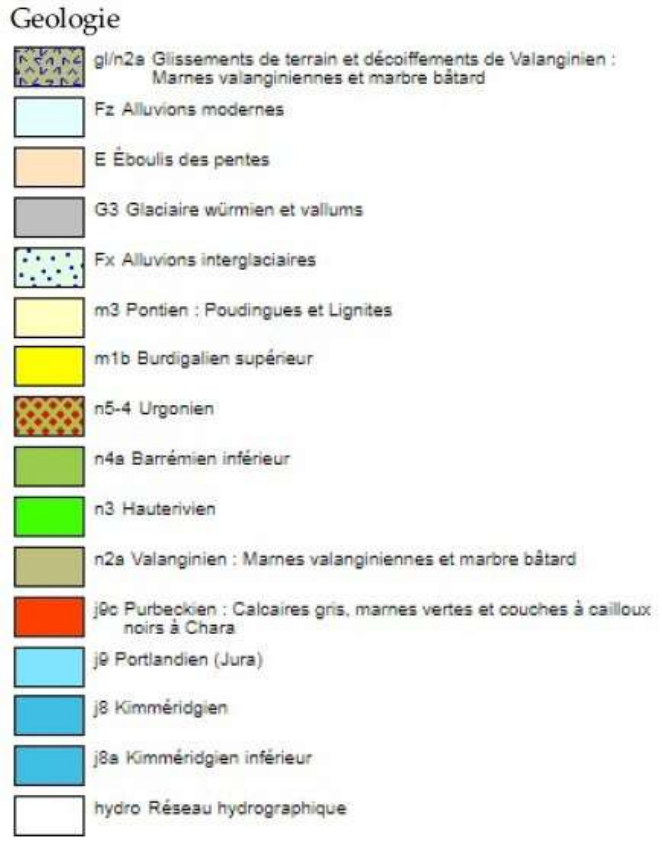 Geologie
gl/n2a Glissements de terrain et décoiffements de Valanginien :
Marnes valanginiennes et marbre bâtard
Fz Alluvions modernes
E Éboulis des pentes
G3 Glaciaire würmien et vallums
Fx Alluvions interglaciaires
m3 Pontien : Poudingues et Lignites
m1b Burdigalien supérieur
n5-4 Urgonien
n4a Barrémien inférieur
n3 Hauterivien
n2a Valanginien : Marnes valanginiennes et marbre bâtard
j9c Purbeckien : Calcaires gris, marnes vertes et couches à cailloux
noirs à Chara
j9 Portlandien (Jura)
j8 Kimméridgien
j8a Kimméridgien inférieur
hydro Réseau hydrographique